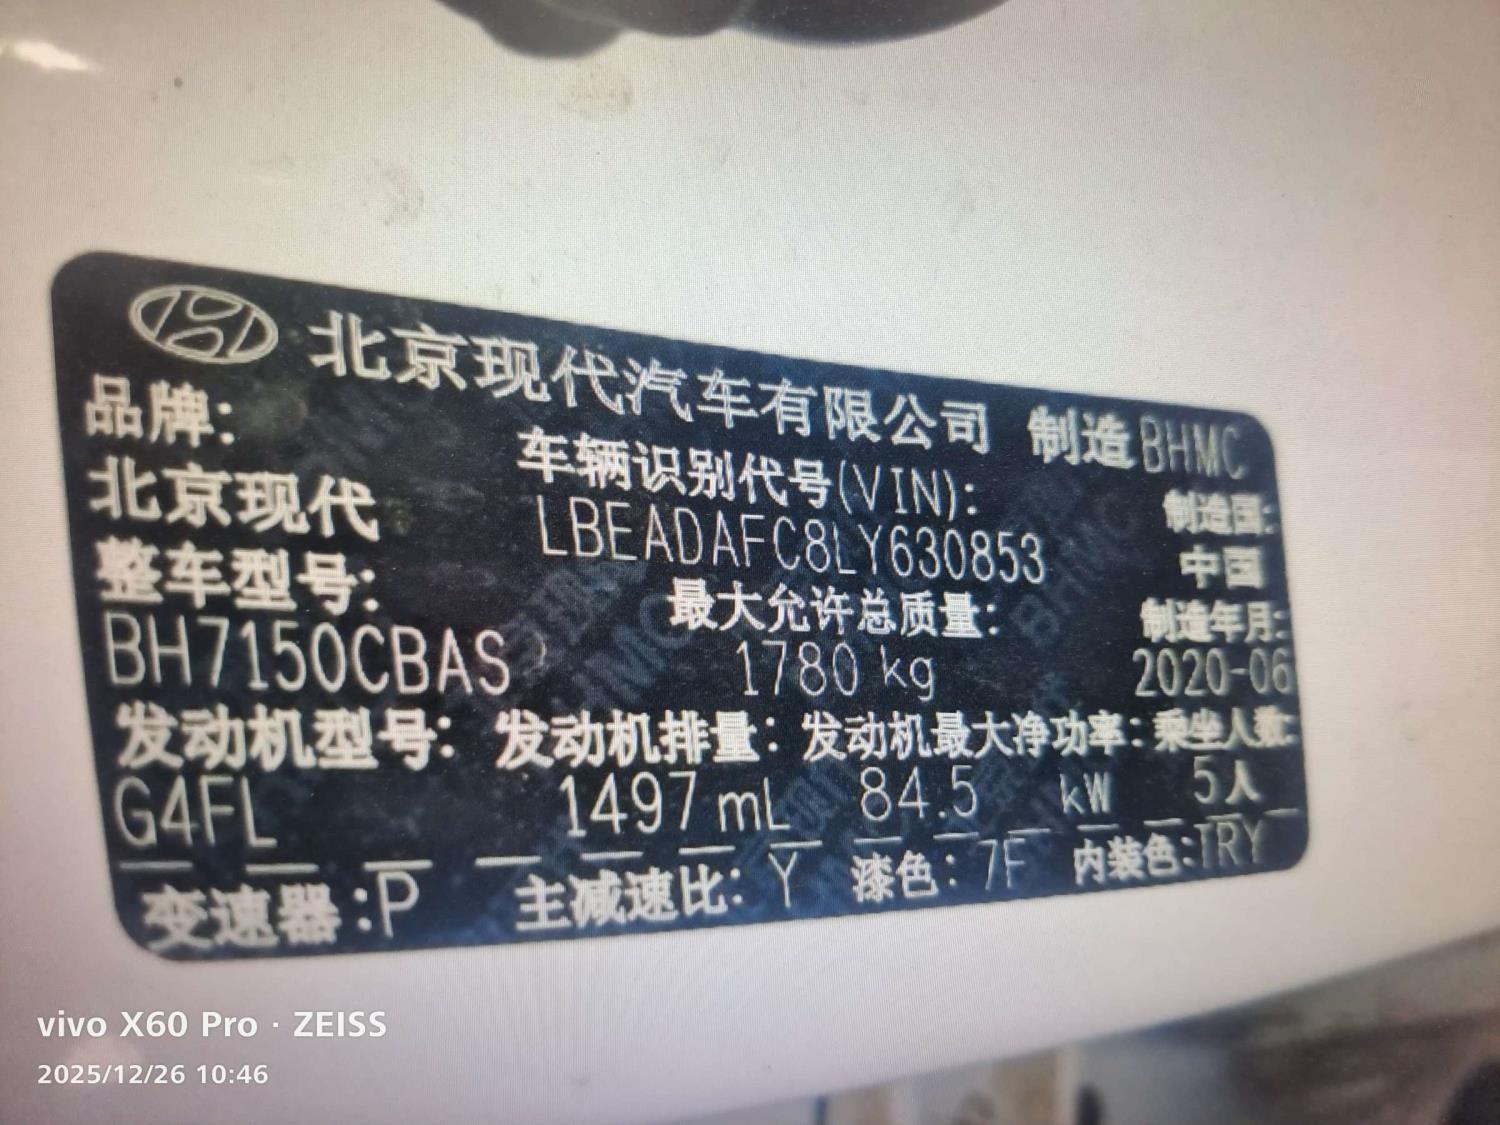 北京现代汽车有限公司 制造 BHMC
品牌:
北京现代
车辆识别代号(VIN):
LBEADAFC8LY630853
制造国:
中国
整车型号:
BH7150CBAS
最大允许总质量:
1780 kg
制造年月:
2020-06
发动机型号: 发动机排量: 发动机最大净功率: 乘坐人数:
G4FL 1497 mL 84.5 kW 5人
变速器:P 主减速比: Y 漆色: 7F 内装色:TRY
vivo X60 Pro · ZEISS
2025/12/26 10:46